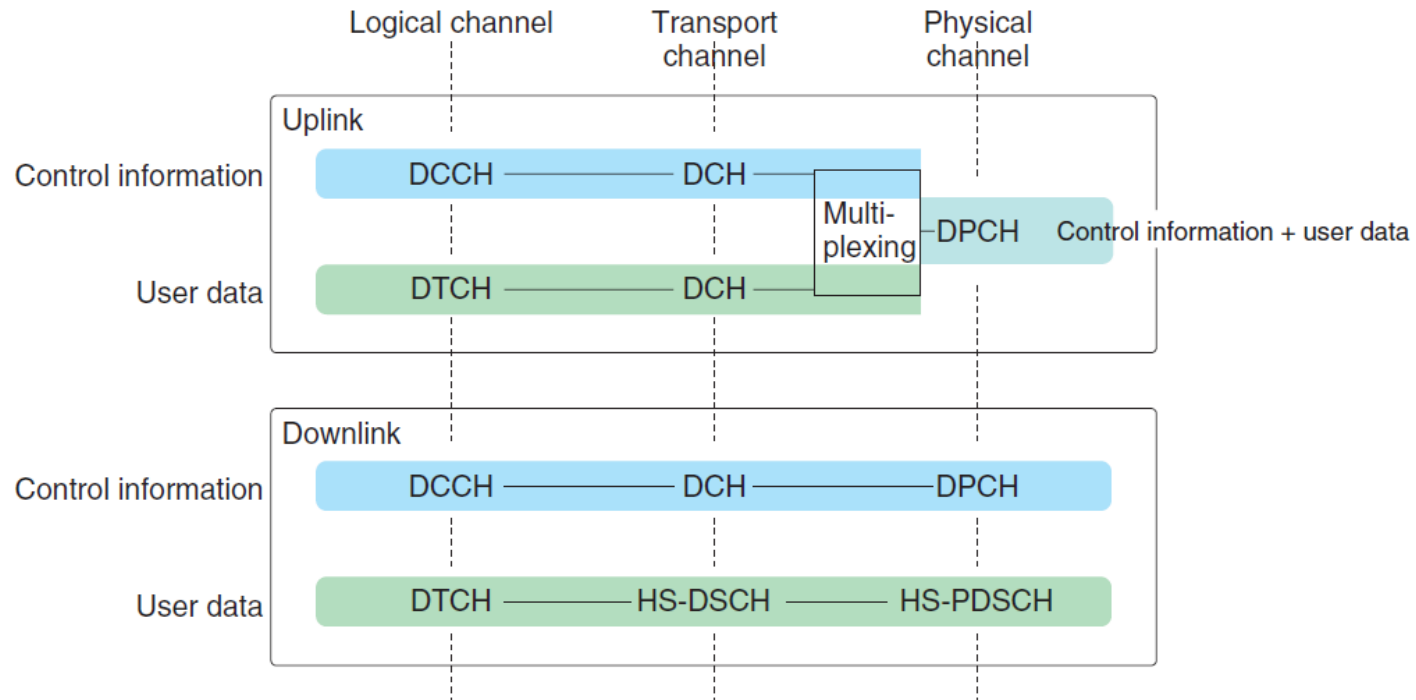 Logical channel
Transport
channel
Physical
channel
Uplink
Control information
DCCH
DCH
Multi-
plexing
DPCH
Control information + user data
User data
DTCH
DCH
Downlink
Control information
DCCH
DCH
DPCH
User data
DTCH
HS-DSCH
HS-PDSCH